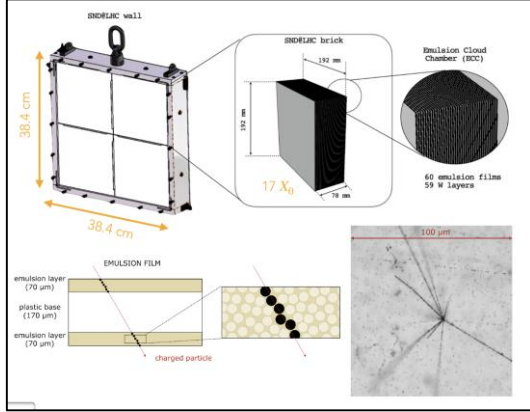 SND@LHC wall
38.4 cm
38.4 cm
SND@LHC brick
192 mm
192 mm
17 X₀
78 mm
Emulsion Cloud
Chamber (ECC)
60 emulsion films
59 W layers
EMULSION FILM
emulsion layer
(70 μm)
plastic base
(170 μm)
emulsion layer
(70 μm)
charged particle
100 μm